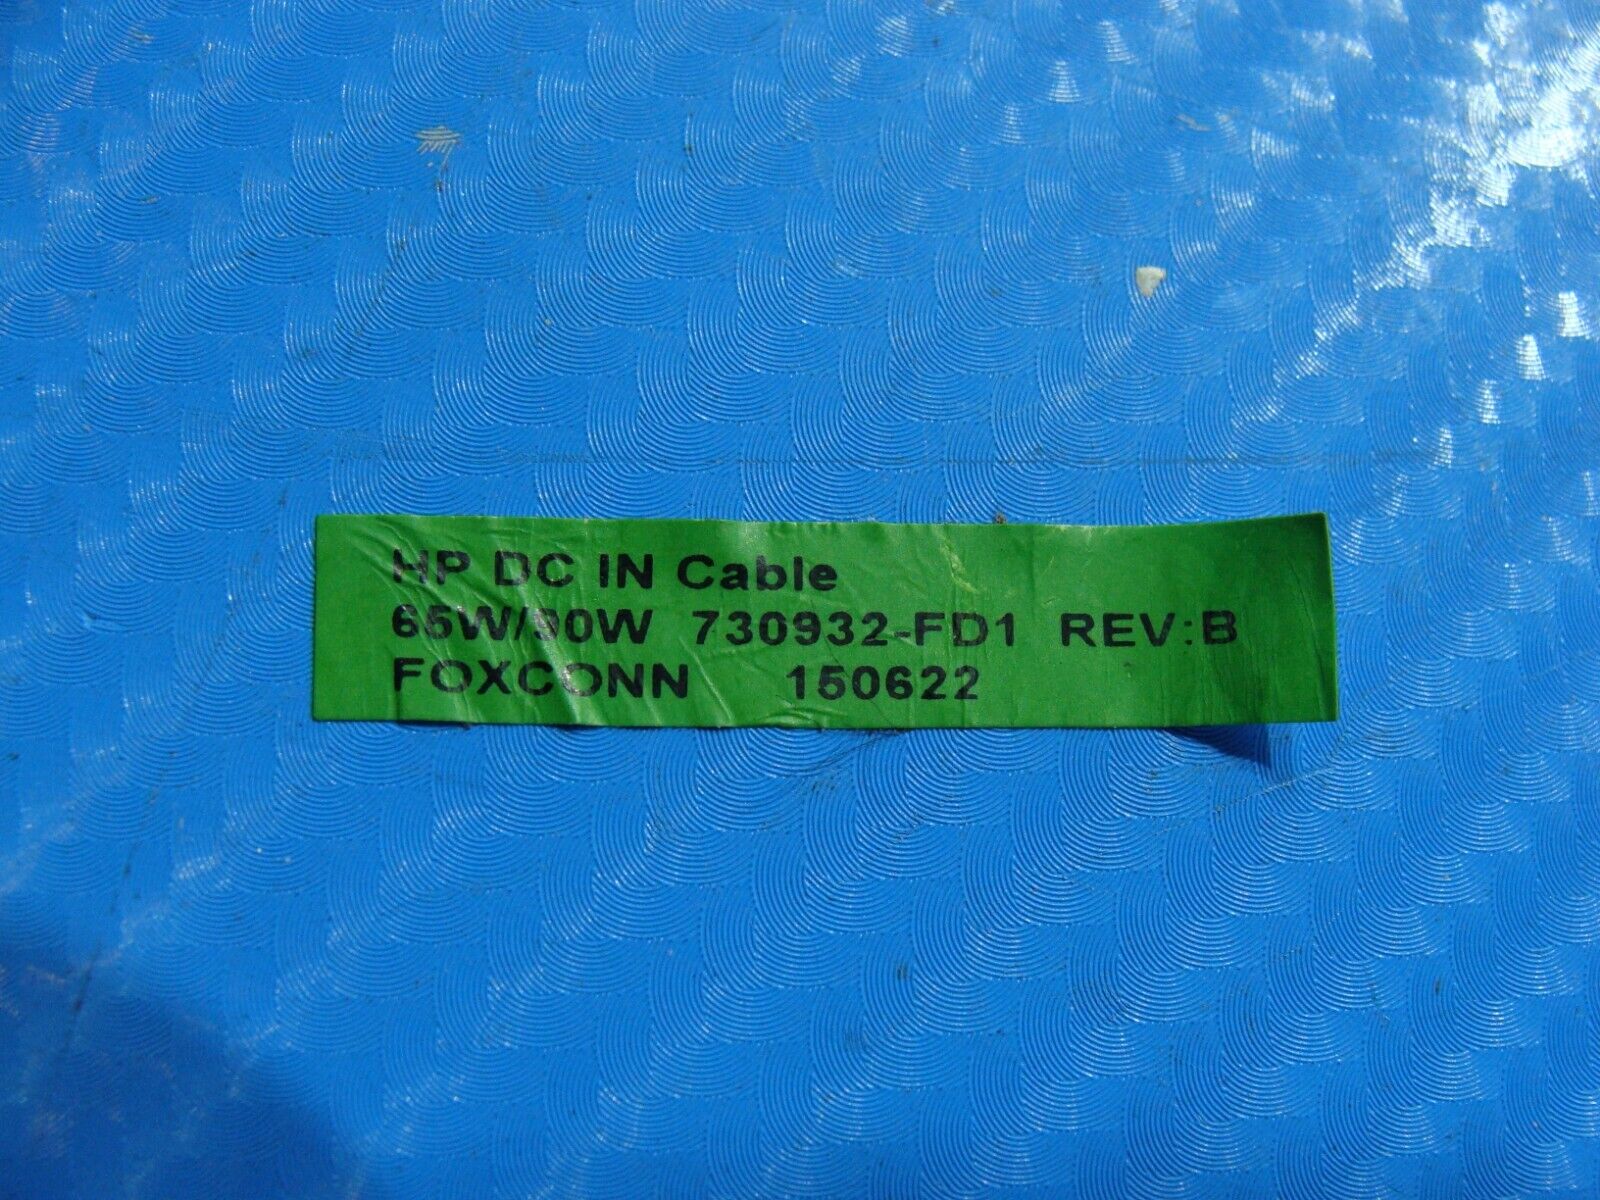 HP DC IN Cable
65W/90W 730932-FD1 REV:B
FOXCONN 150622